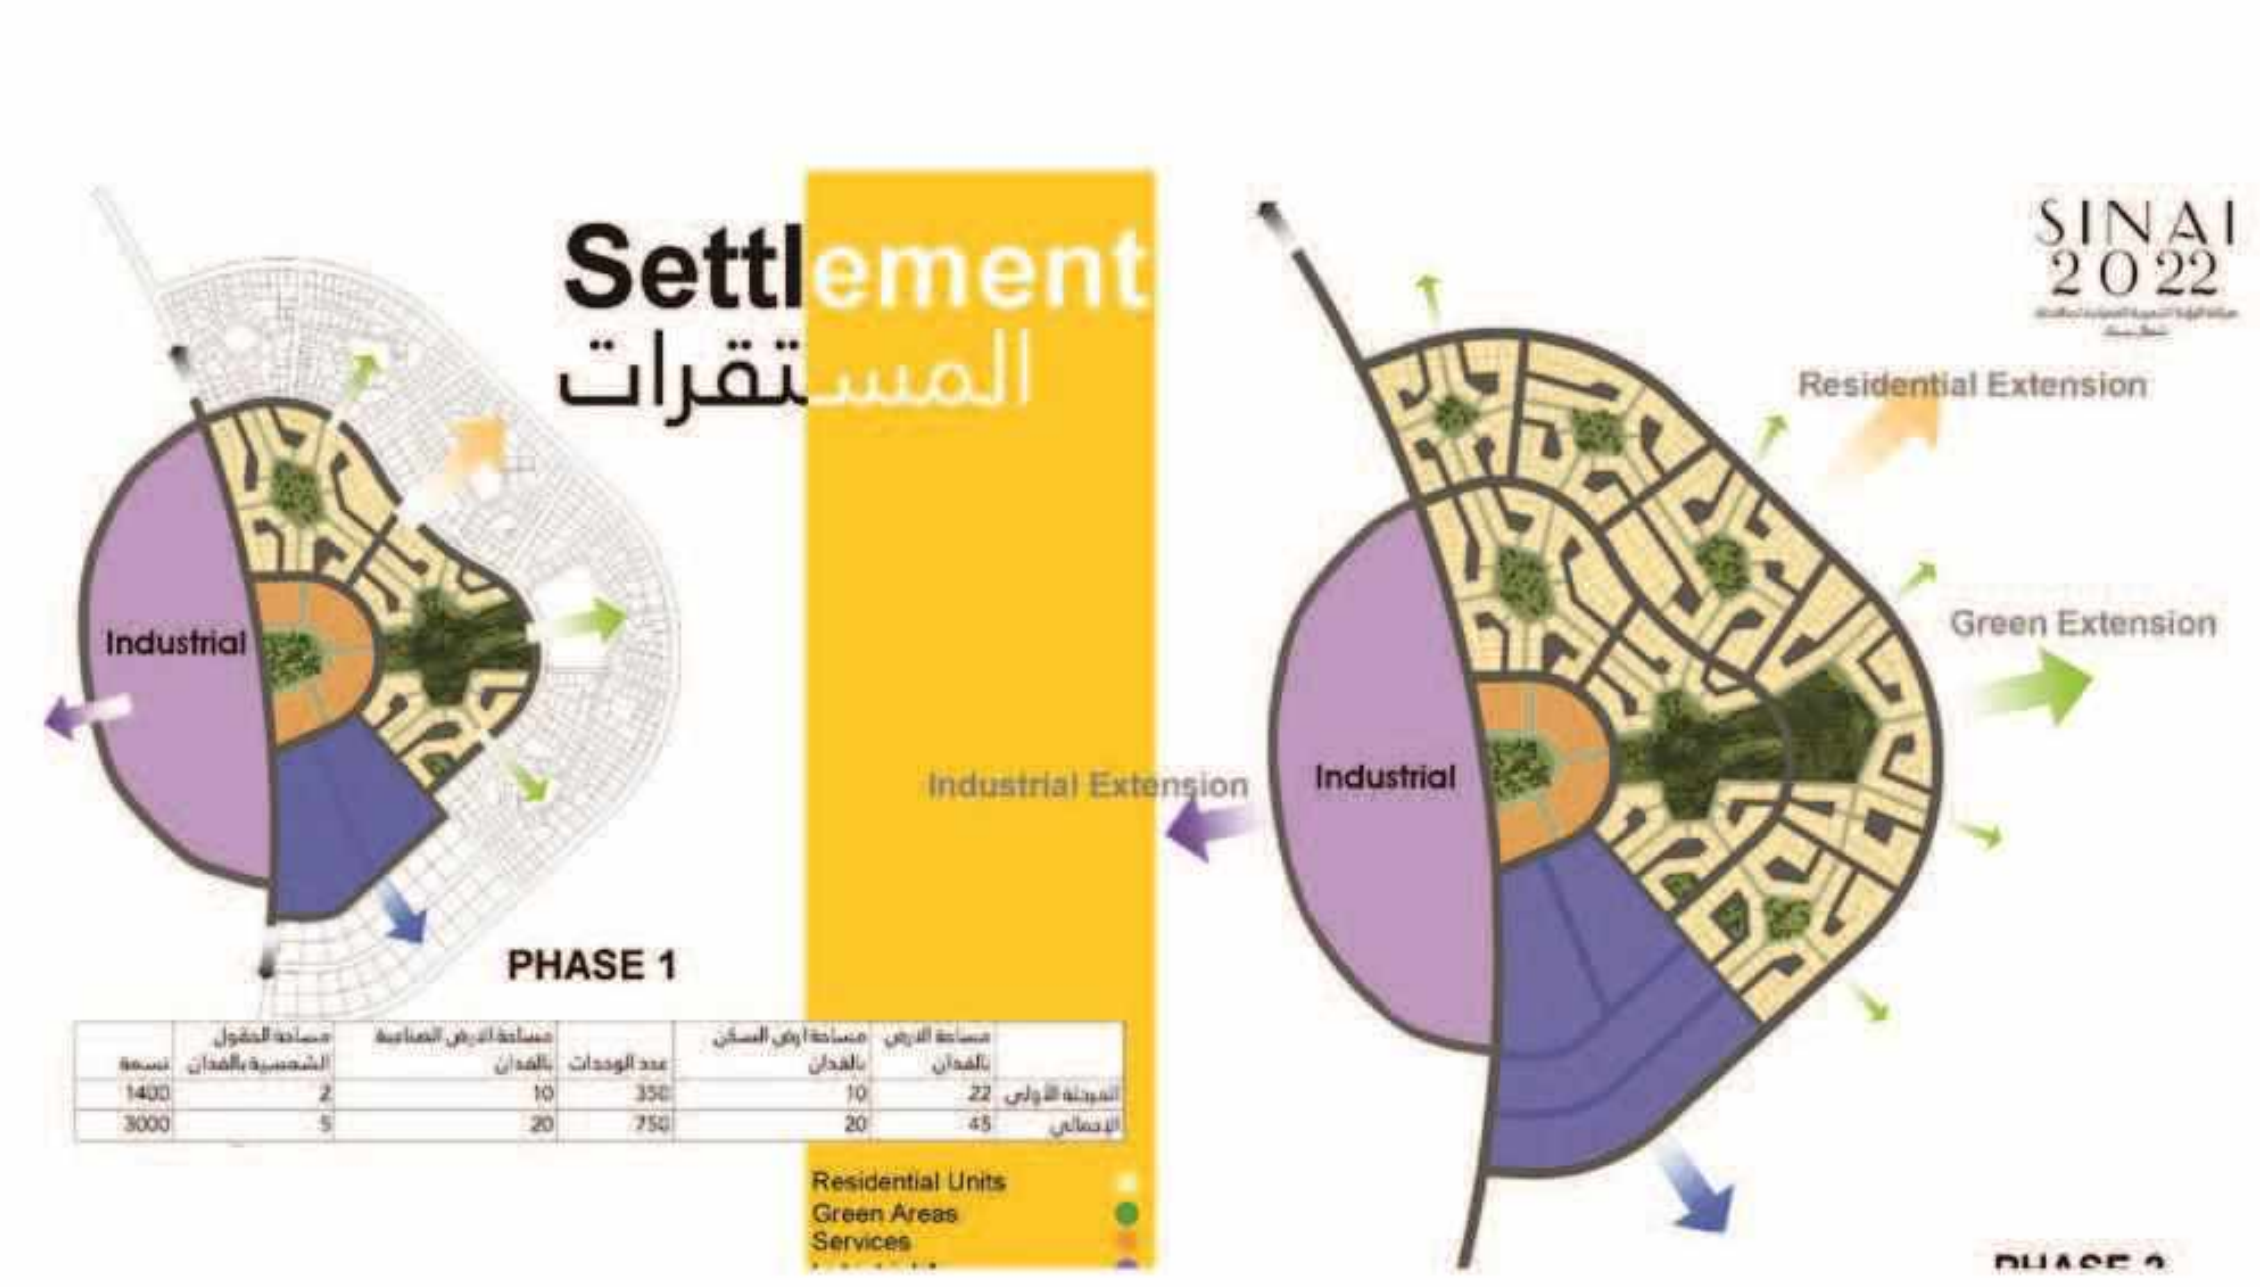 Settlement
المستقرات
SINAI
2022
Residential Extension
Green Extension
Industrial
Industrial Extension
Industrial
PHASE 1
مساحة الارض بالفدان
مساحة ارض السكن بالفدان
عدد الوحدات
مساحة الارض الصناعية بالفدان
مساحة الحقول الشمسية بالفدان
نسمة
المرحلة الأولى 22 10 350 10 2 1400
الإجمالي 45 20 750 20 5 3000
Residential Units
Green Areas
Services
PHASE 2